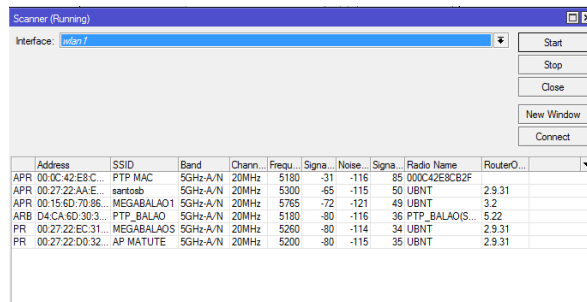 Scanner (Running)
Interface: wlan1
Start
Stop
Close
New Window
Connect
Address SSID Band Chann... Frequ... Signa... Noise... Signa... Radio Name RouterO...
APR 00:0C:42:E8:C... PTP MAC 5GHz-A/N 20MHz 5180 -31 -116 85 000C42E8CB2F
APR 00:27:22:AA:E... santosb 5GHz-A/N 20MHz 5300 -65 -115 50 UBNT 2.9.31
APR 00:15:6D:70:86... MEGABALAO1 5GHz-A/N 20MHz 5765 -72 -121 49 UBNT 3.2
ARB D4:CA:6D:30:3... PTP_BALAO 5GHz-A/N 20MHz 5180 -80 -116 36 PTP_BALAO(S... 5.22
PR 00:27:22:EC:31... MEGABALAOS 5GHz-A/N 20MHz 5260 -80 -114 34 UBNT 2.9.31
PR 00:27:22:D0:32... AP MATUTE 5GHz-A/N 20MHz 5200 -80 -115 35 UBNT 2.9.31